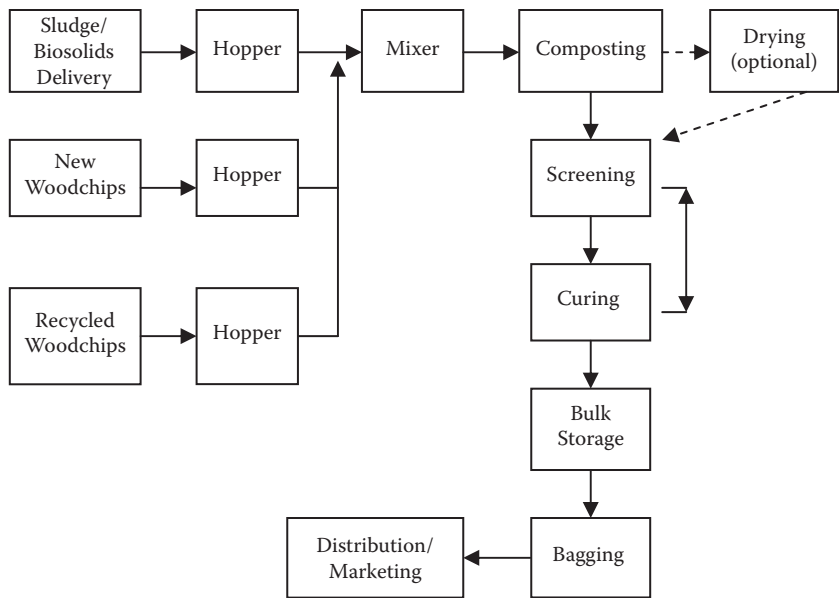 Sludge/
Biosolids
Delivery
Hopper
Mixer
Composting
Drying
(optional)
New
Woodchips
Hopper
Screening
Recycled
Woodchips
Hopper
Curing
Bulk
Storage
Distribution/
Marketing
Bagging